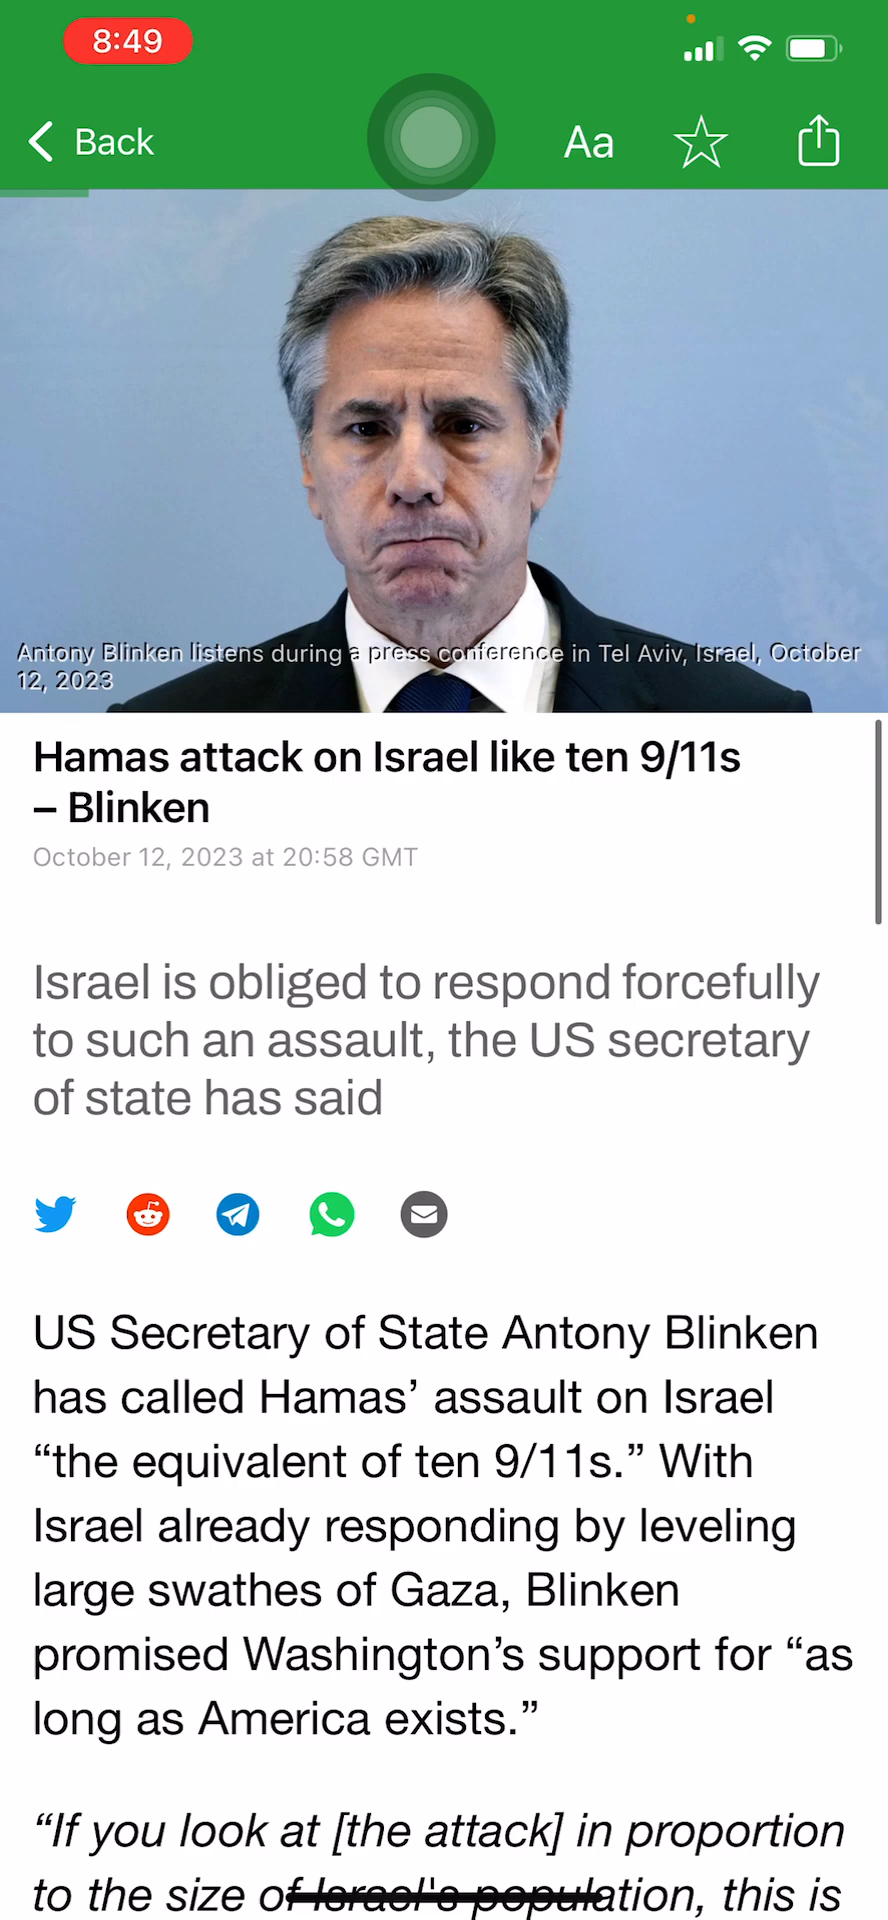 8:49
Back
Aa
Antony Blinken listens during a press conference in Tel Aviv, Israel, October
12, 2023
Hamas attack on Israel like ten 9/11s
– Blinken
October 12, 2023 at 20:58 GMT
Israel is obliged to respond forcefully
to such an assault, the US secretary
of state has said
US Secretary of State Antony Blinken
has called Hamas’ assault on Israel
“the equivalent of ten 9/11s.” With
Israel already responding by leveling
large swathes of Gaza, Blinken
promised Washington’s support for “as
long as America exists.”
“If you look at [the attack] in proportion
to the size of Israel's population, this is